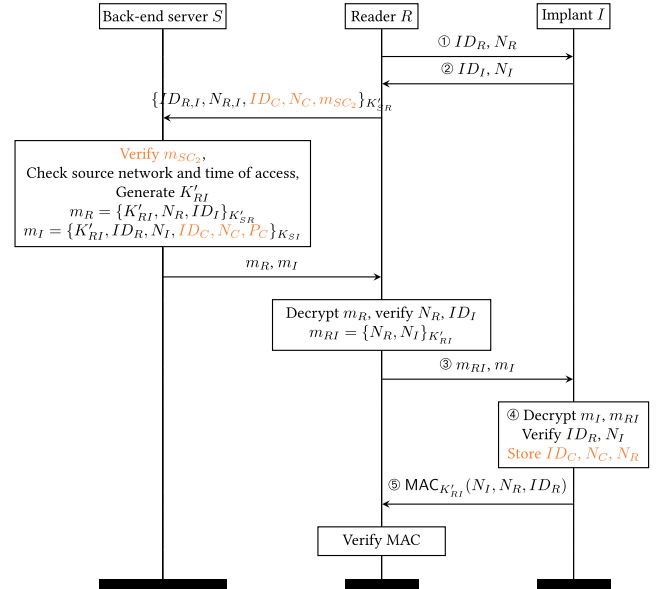 Back-end server S
Reader R
Implant I
① ID_R, N_R
② ID_I, N_I
{ID_{R,I}, N_{R,I}, ID_C, N_C, m_{SC_2}}_{K'_{SR}}
Verify m_{SC_2},
Check source network and time of access,
Generate K'_{RI}
m_R = {K'_{RI}, N_R, ID_I}_{K'_{SR}}
m_I = {K'_{RI}, ID_R, N_I, ID_C, N_C, P_C}_{K_{SI}}
m_R, m_I
Decrypt m_R, verify N_R, ID_I
m_{RI} = {N_R, N_I}_{K'_{RI}}
③ m_{RI}, m_I
④ Decrypt m_I, m_{RI}
Verify ID_R, N_I
Store ID_C, N_C, N_R
⑤ MAC_{K'_{RI}}(N_I, N_R, ID_R)
Verify MAC